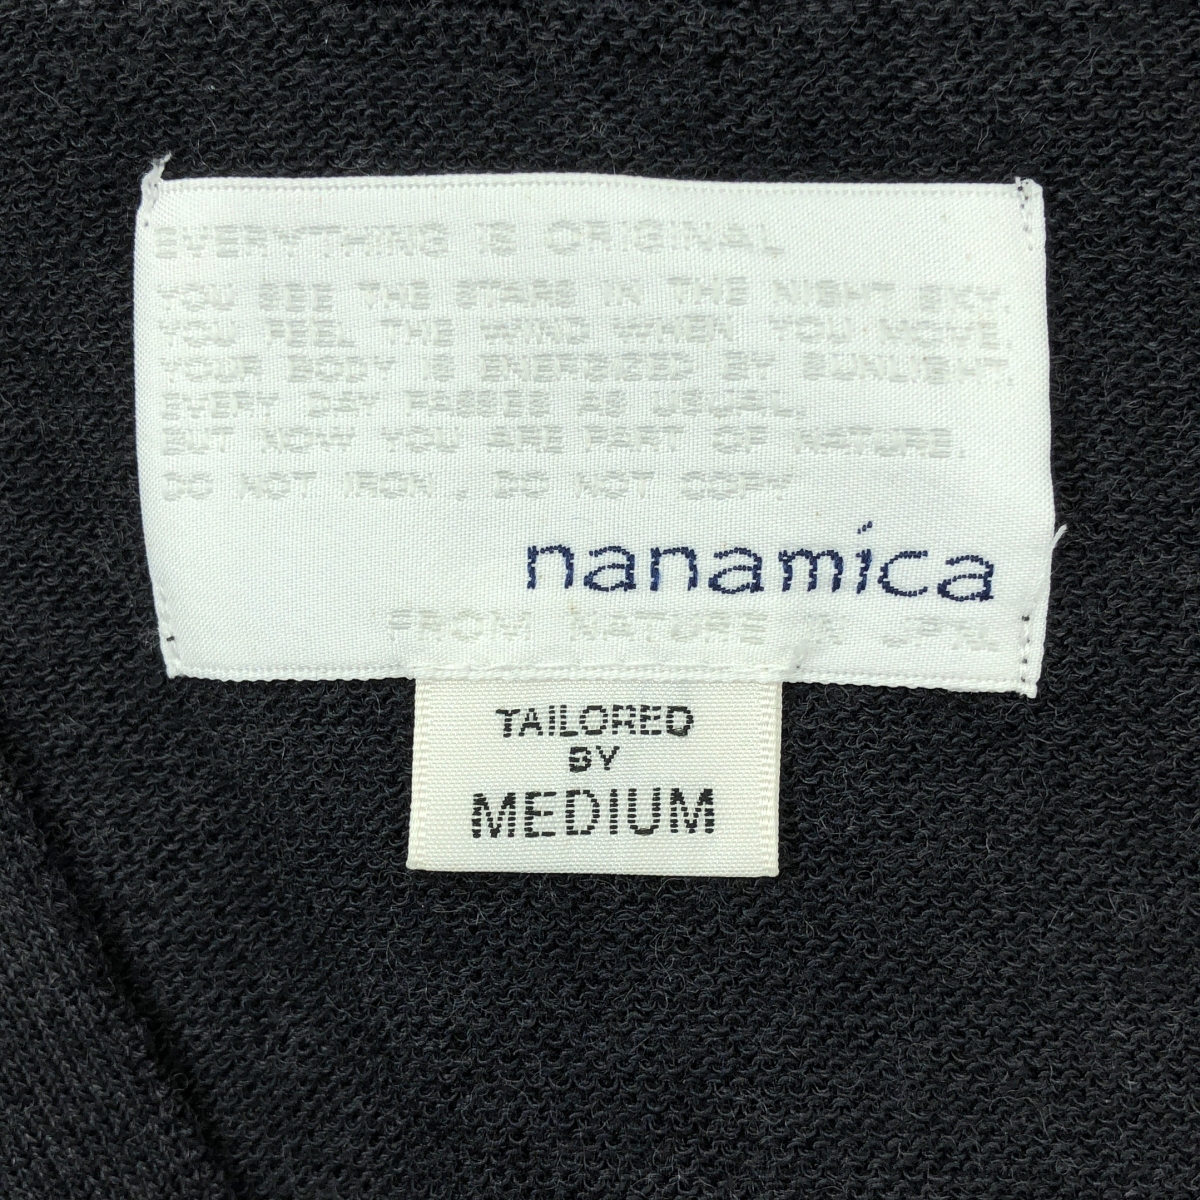 EVERYTHING IS ORIGINAL
YOU SEE THE STARS IN THE NIGHT SKY.
YOU FEEL THE WIND WHEN YOU MOVE.
YOUR BODY IS ENERGIZED BY SUNLIGHT.
EVERY DAY PASSES AS USUAL.
BUT NOW YOU ARE PART OF NATURE.
DO NOT IRON. DO NOT COPY
nanamica
FROM NATURE
TAILORED
BY
MEDIUM